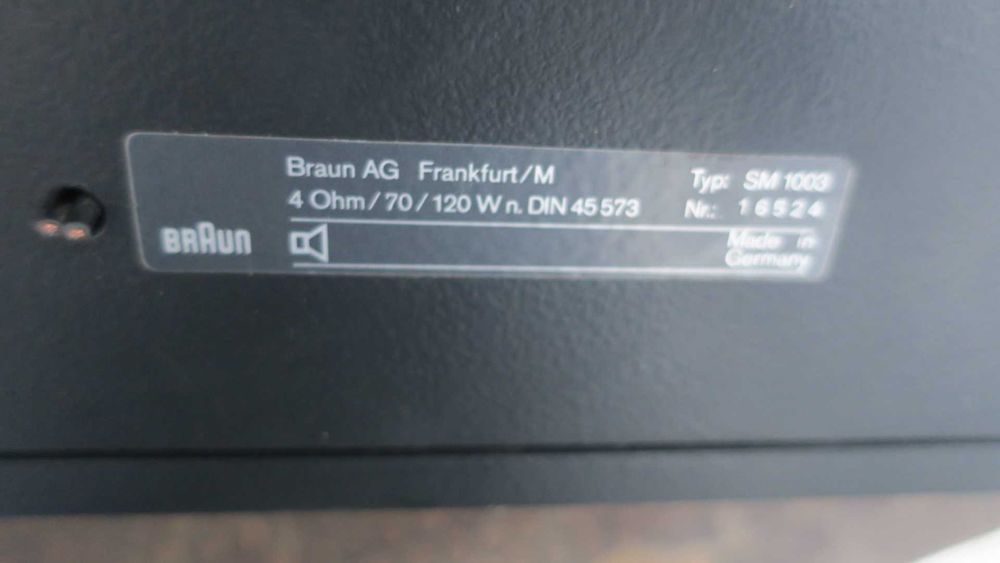 Braun AG Frankfurt/M
4 Ohm/70/120 W n. DIN 45 573
Typ: SM 1003
Nr.: 16524
BRAUN
Made in
Germany